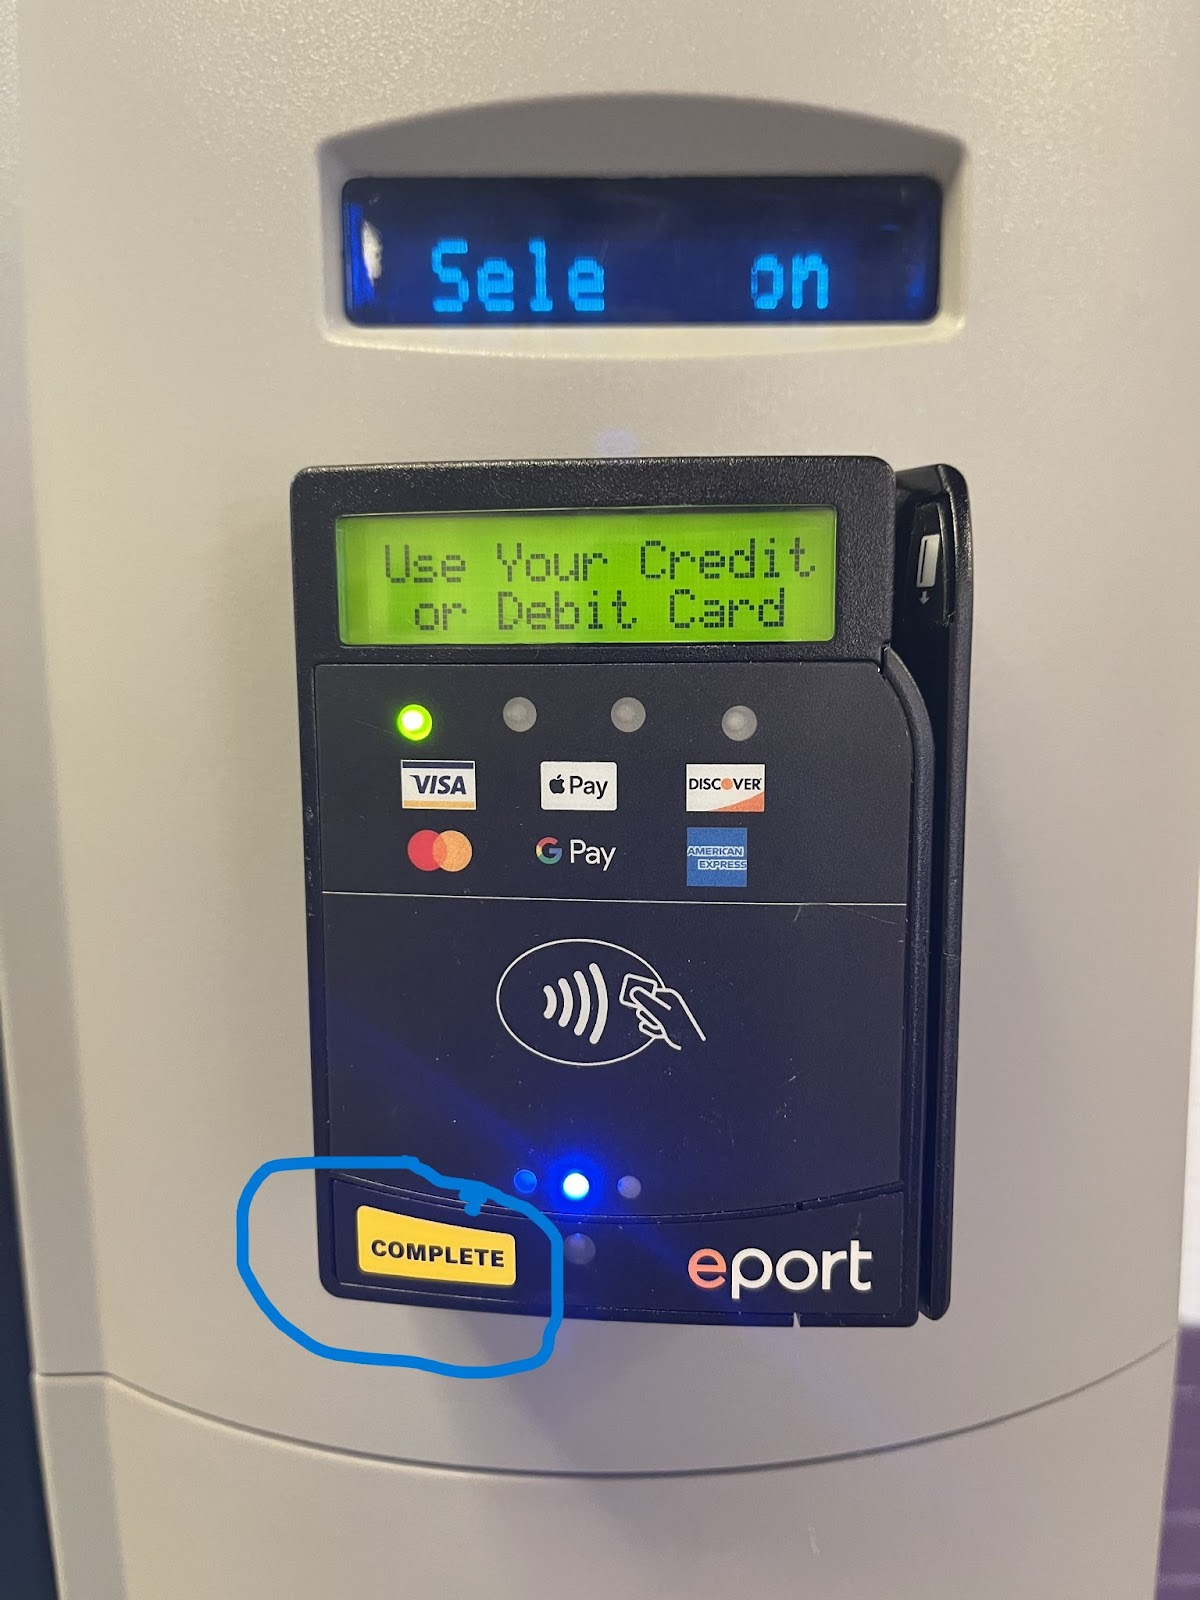 Sele on
Use Your Credit
or Debit Card
VISA
Pay
DISCOVER
G Pay
AMERICAN
EXPRESS
COMPLETE
eport